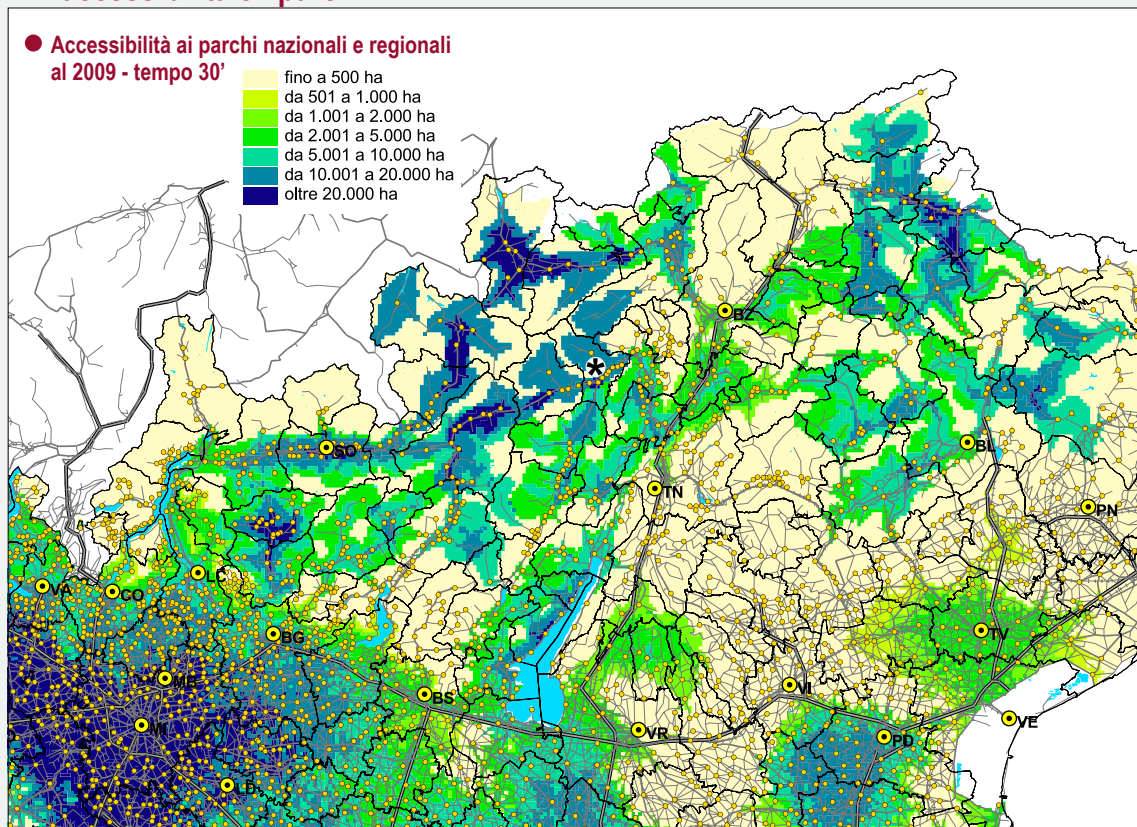 Accessibilità ai parchi nazionali e regionali
al 2009 - tempo 30’
fino a 500 ha
da 501 a 1.000 ha
da 1.001 a 2.000 ha
da 2.001 a 5.000 ha
da 5.001 a 10.000 ha
da 10.001 a 20.000 ha
oltre 20.000 ha
BZ
*
SO
BL
TN
PN
LC
VA
CO
BG
TV
MB
VI
BS
VE
MI
VR
PD
LO